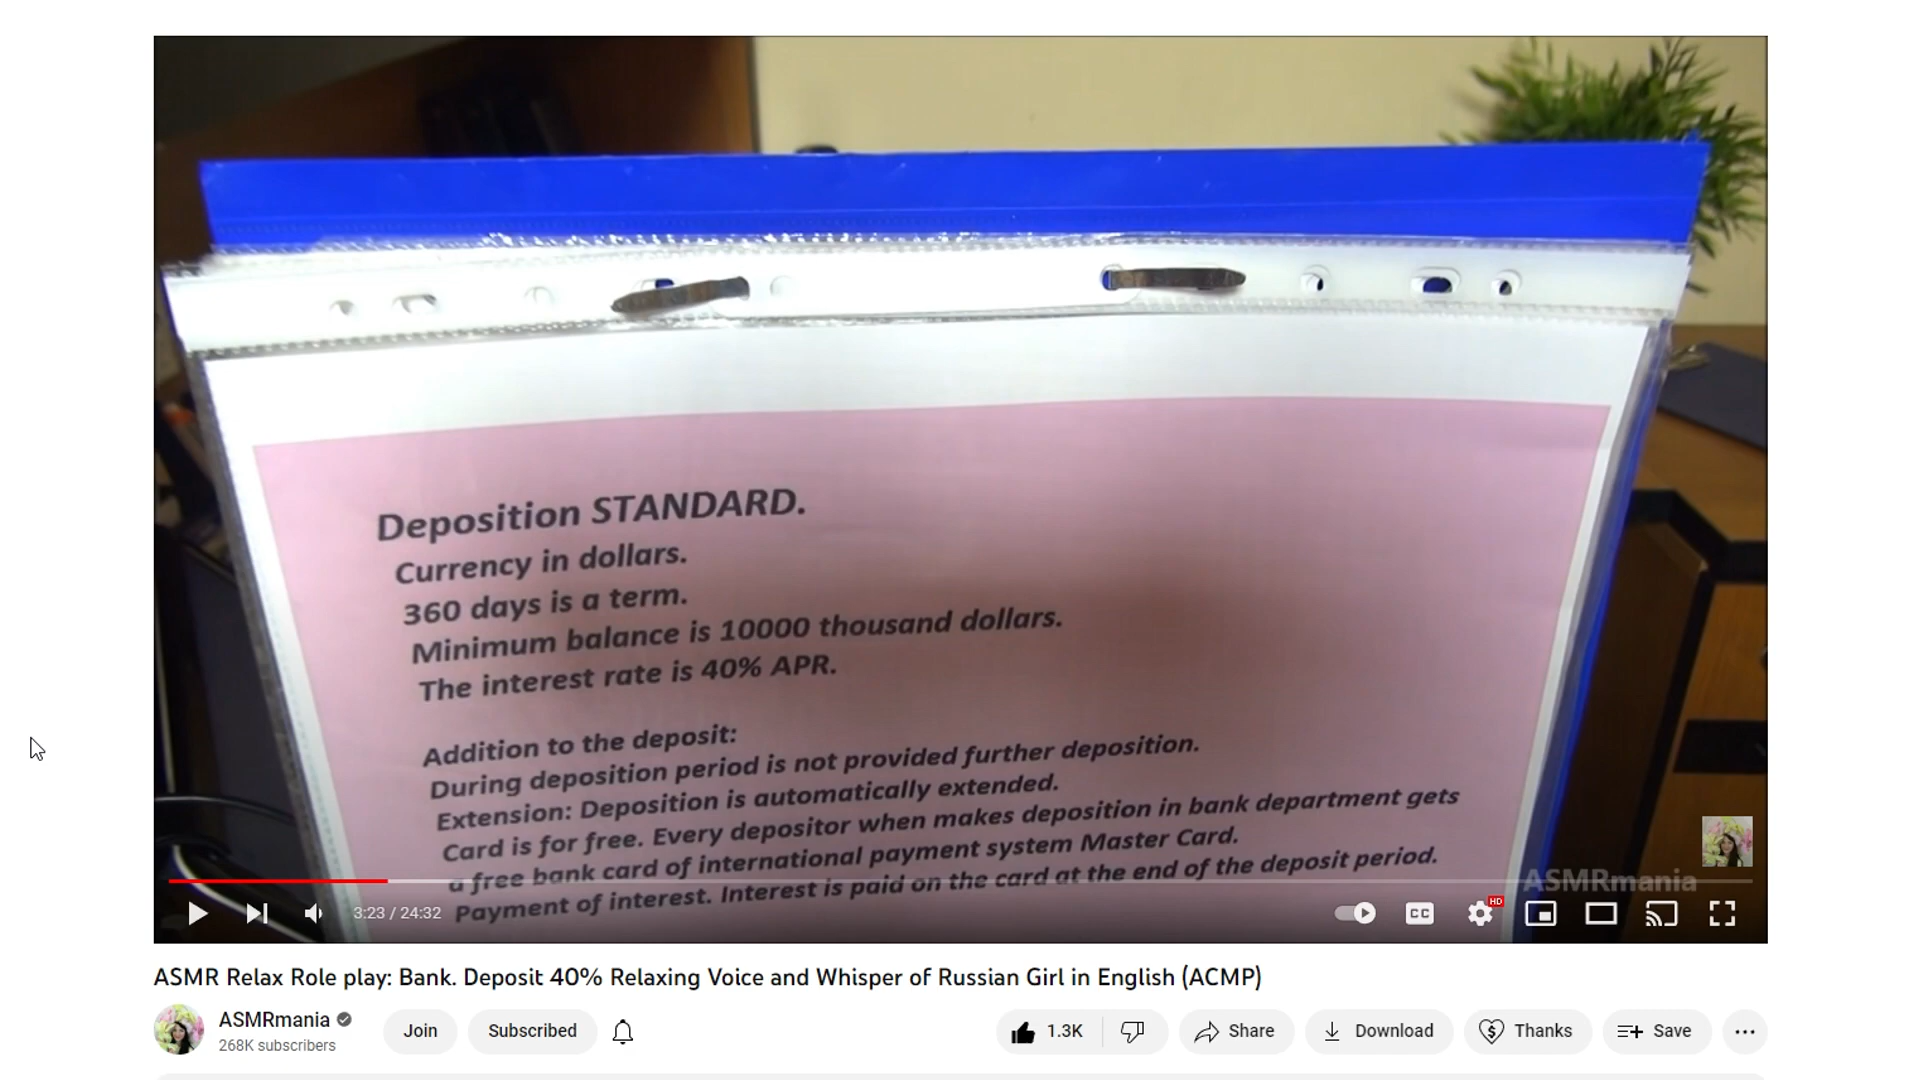 Deposition STANDARD.
Currency in dollars.
360 days is a term.
Minimum balance is 10000 thousand dollars.
The interest rate is 40% APR.
Addition to the deposit:
During deposition period is not provided further deposition.
Extension: Deposition is automatically extended.
Card is for free. Every depositor when makes deposition in bank department gets
a free bank card of international payment system Master Card.
Payment of interest. Interest is paid on the card at the end of the deposit period.
ASMRmania
3:23 / 24:32
CC
HD
ASMR Relax Role play: Bank. Deposit 40% Relaxing Voice and Whisper of Russian Girl in English (ACMP)
ASMRmania
268K subscribers
Join
Subscribed
1.3K
Share
Download
Thanks
Save